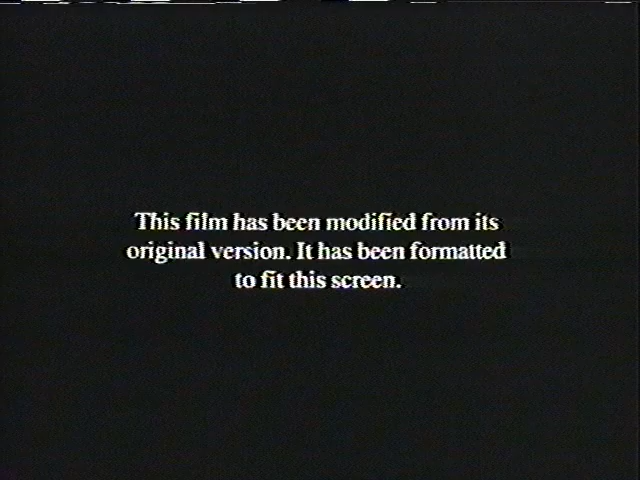 This film has been modified from its
original version. It has been formatted
to fit this screen.